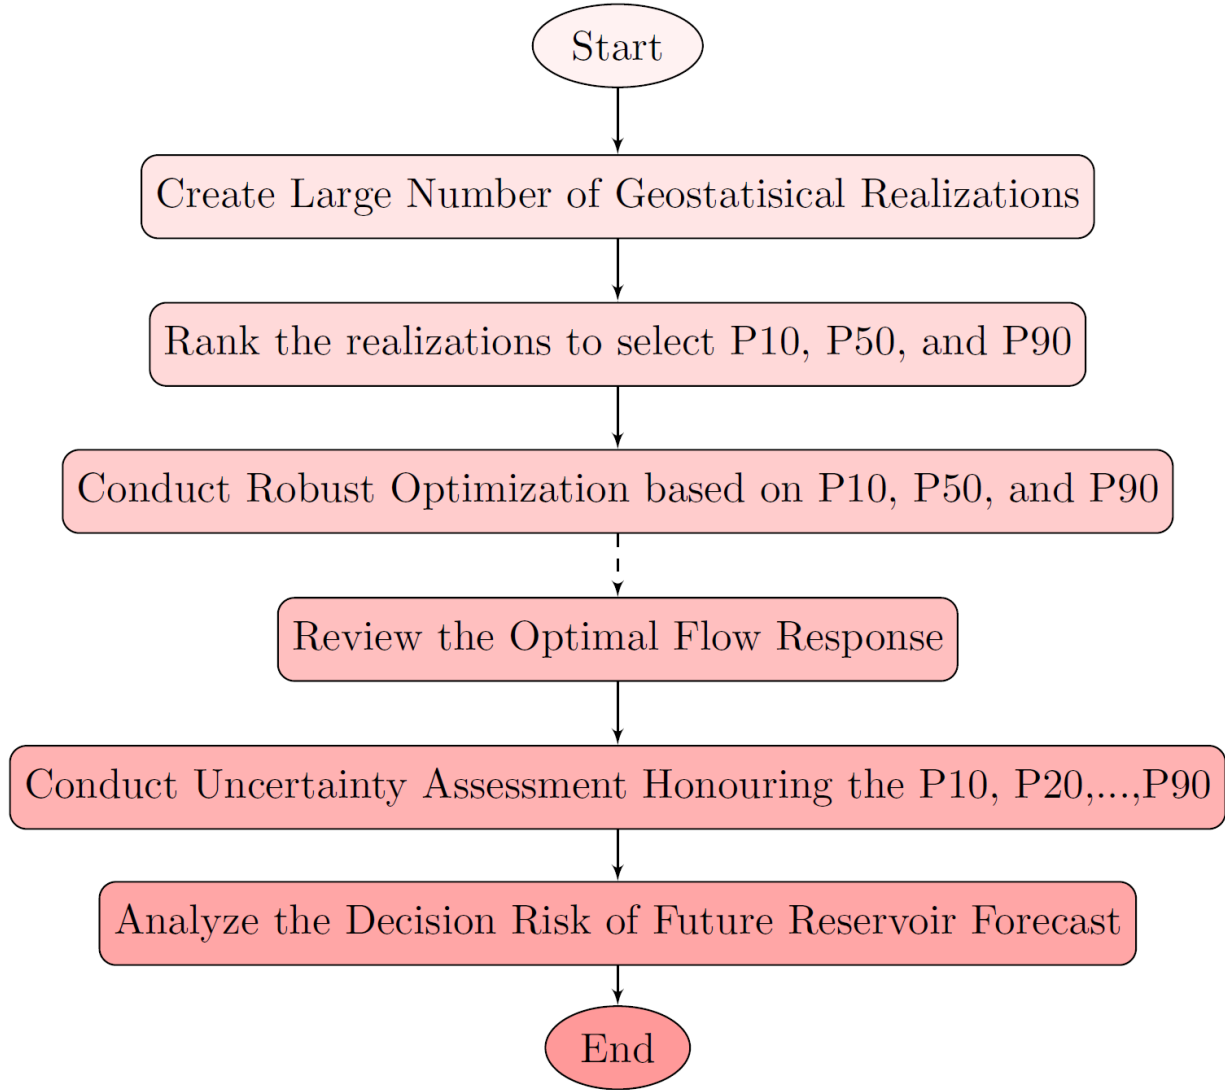 Start
Create Large Number of Geostatisical Realizations
Rank the realizations to select P10, P50, and P90
Conduct Robust Optimization based on P10, P50, and P90
Review the Optimal Flow Response
Conduct Uncertainty Assessment Honouring the P10, P20,...,P90
Analyze the Decision Risk of Future Reservoir Forecast
End